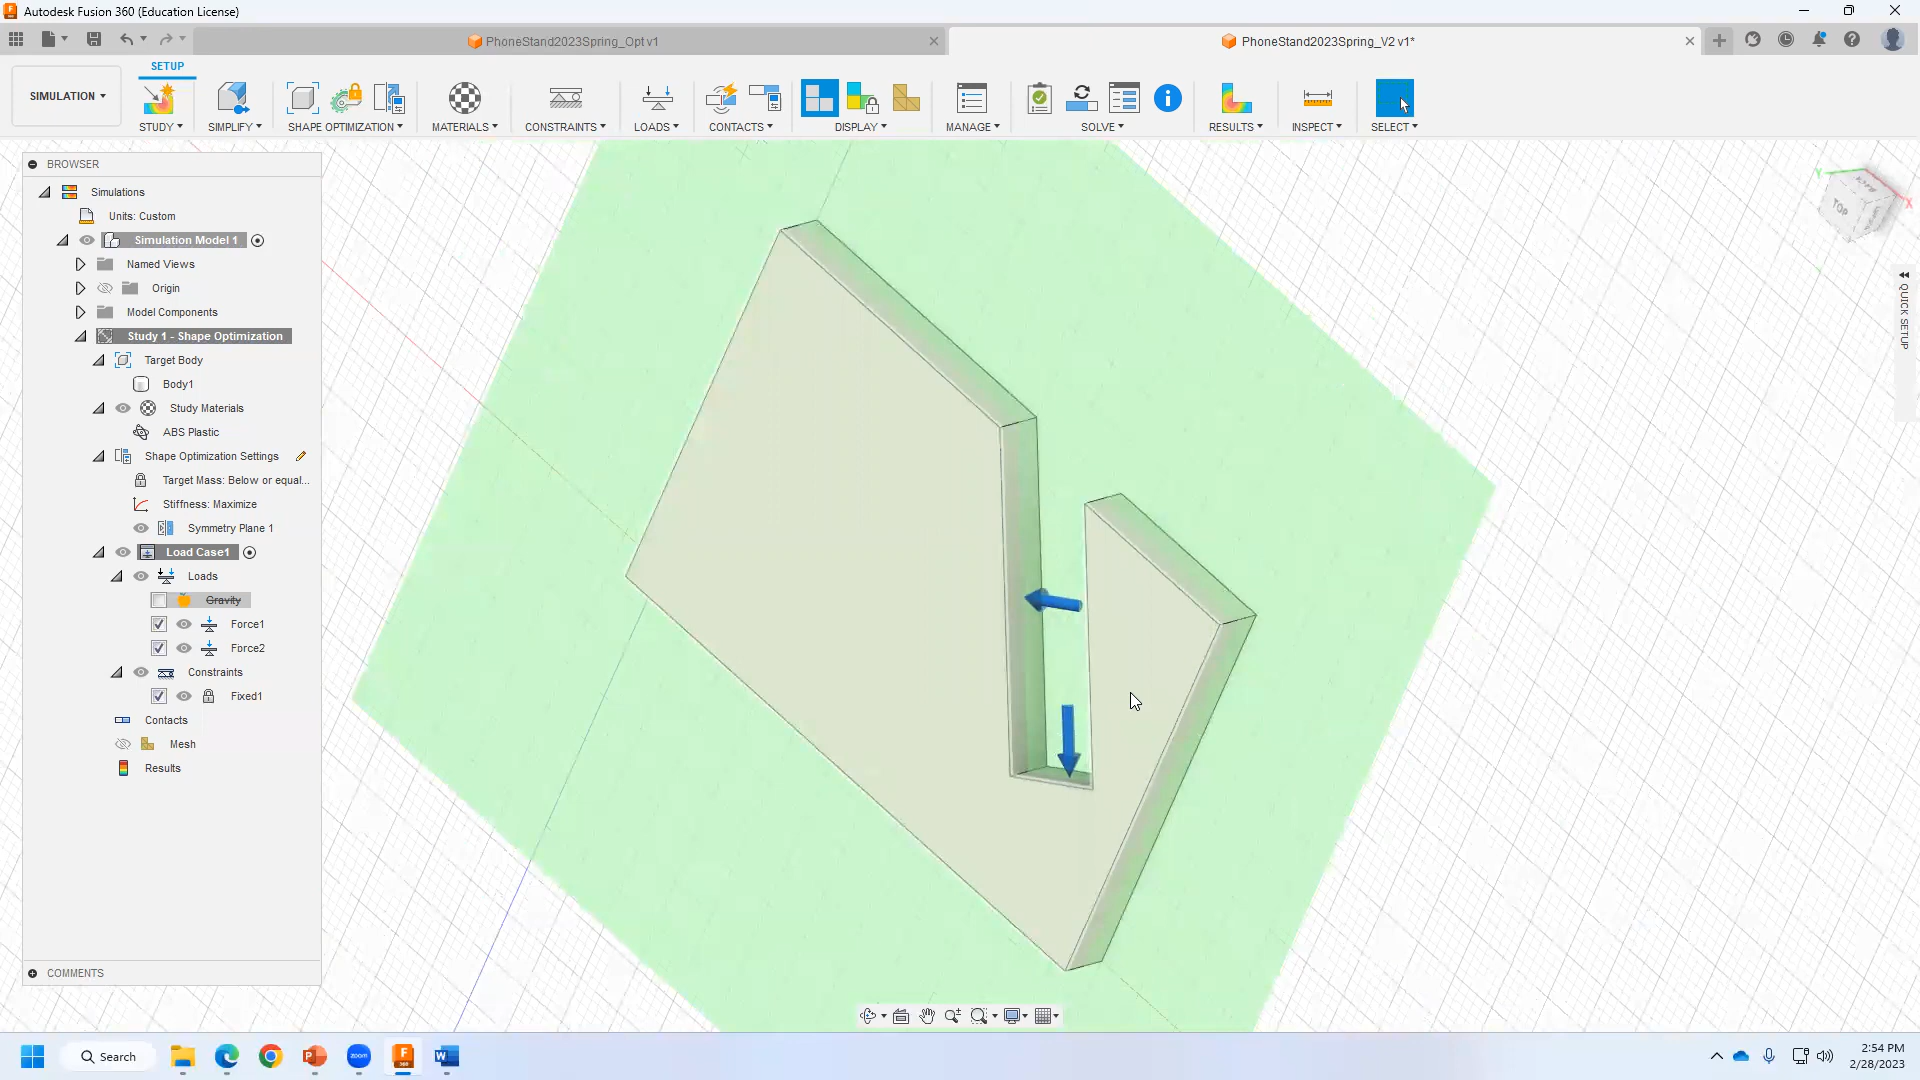 Autodesk Fusion 360 (Education License)
PhoneStand2023Spring_Opt v1
PhoneStand2023Spring_V2 v1*
SIMULATION
SETUP
STUDY
SIMPLIFY
SHAPE OPTIMIZATION
MATERIALS
CONSTRAINTS
LOADS
CONTACTS
DISPLAY
MANAGE
SOLVE
RESULTS
INSPECT
SELECT
BROWSER
Simulations
Units: Custom
Simulation Model 1
Named Views
Origin
Model Components
Study 1 - Shape Optimization
Target Body
Body1
Study Materials
ABS Plastic
Shape Optimization Settings
Target Mass: Below or equal...
Stiffness: Maximize
Symmetry Plane 1
Load Case1
Loads
Gravity
Force1
Force2
Constraints
Fixed1
Contacts
Mesh
Results
COMMENTS
TOP
BACK
Y
X
QUICK SETUP
Search
zoom
2:54 PM
2/28/2023